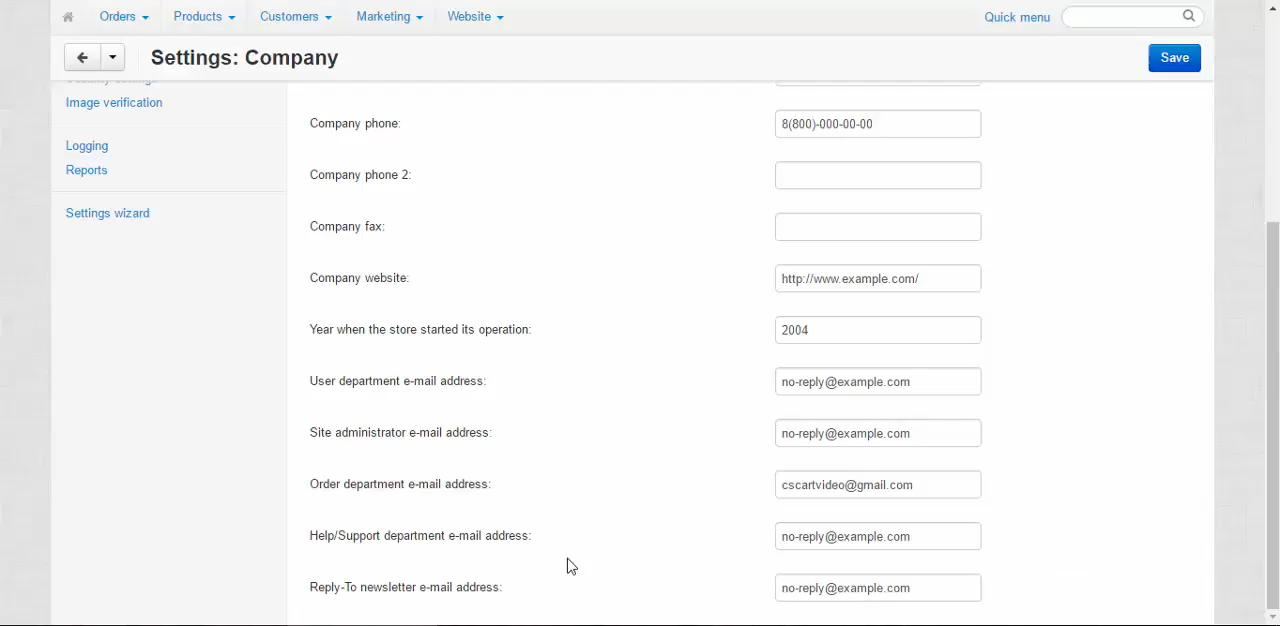 Orders Products Customers Marketing Website Quick menu
Settings: Company Save
Image verification
Logging
Reports
Settings wizard
Company phone: 8(800)-000-00-00
Company phone 2:
Company fax:
Company website: http://www.example.com/
Year when the store started its operation: 2004
User department e-mail address: no-reply@example.com
Site administrator e-mail address: no-reply@example.com
Order department e-mail address: cscartvideo@gmail.com
Help/Support department e-mail address: no-reply@example.com
Reply-To newsletter e-mail address: no-reply@example.com